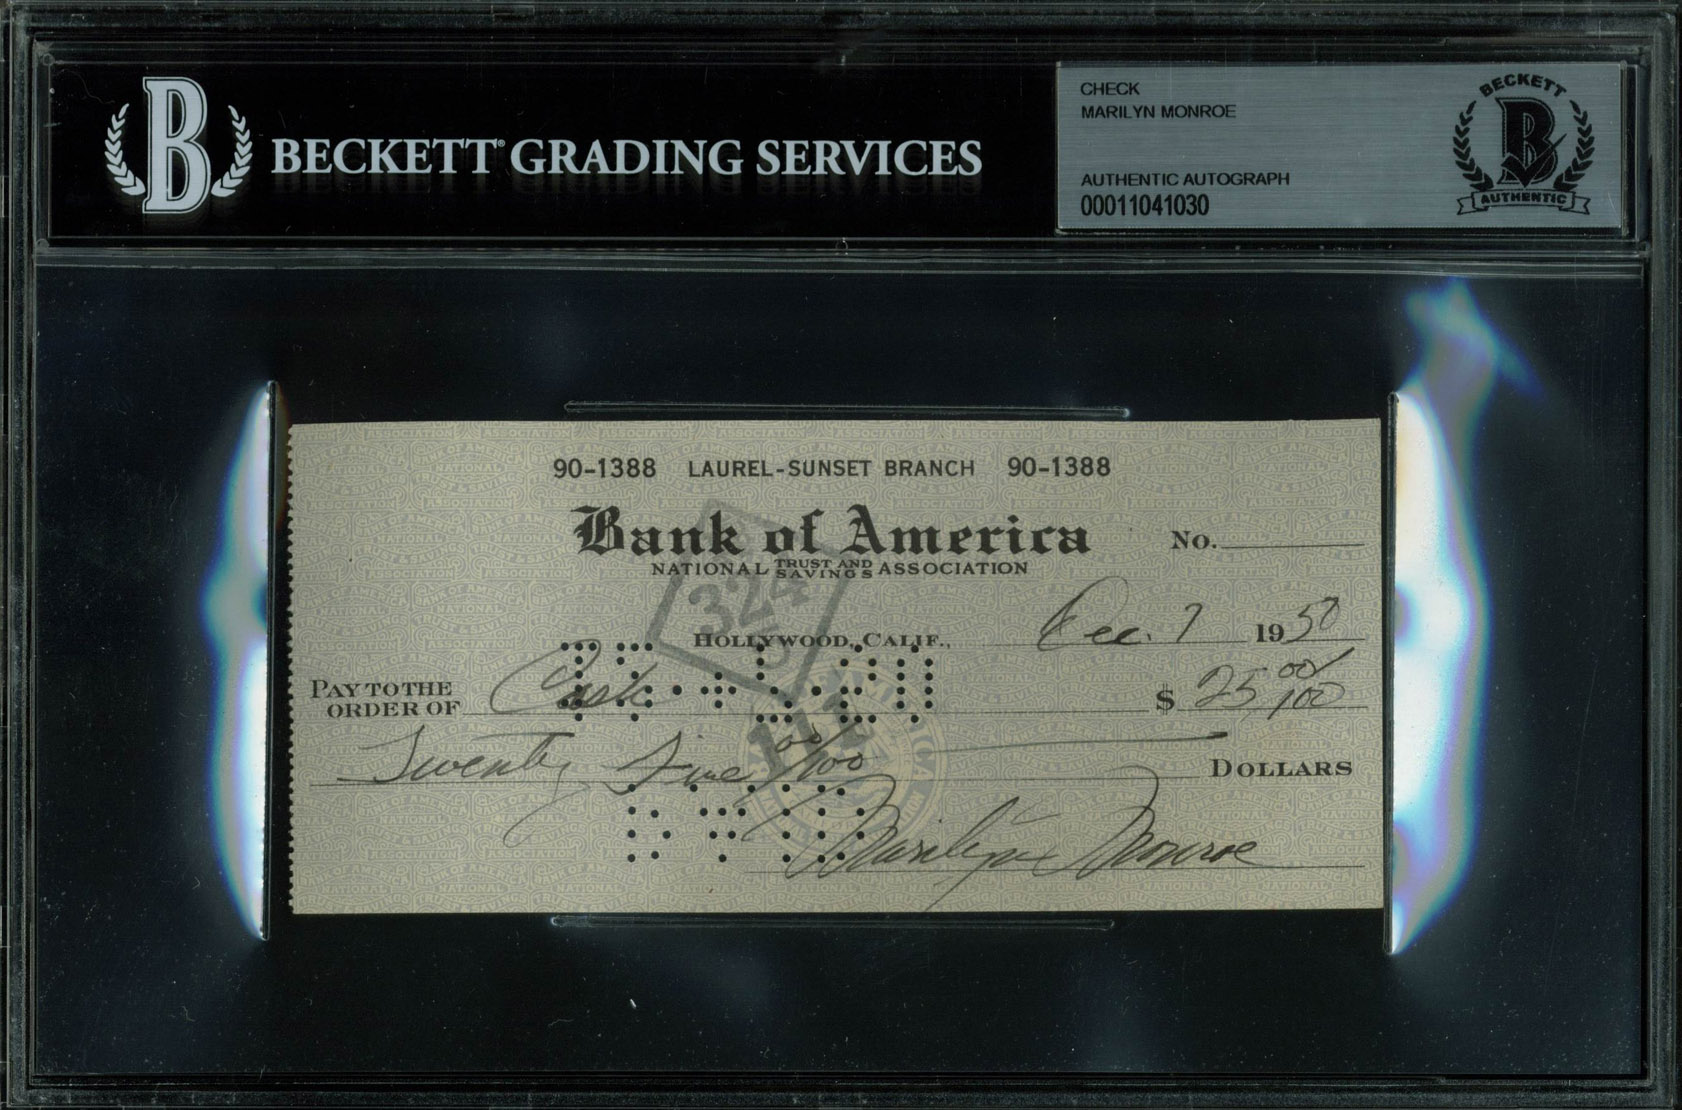 B BECKETT® GRADING SERVICES
CHECK
MARILYN MONROE
AUTHENTIC AUTOGRAPH
00011041030
BECKETT
B
AUTHENTIC
90-1388 LAUREL-SUNSET BRANCH 90-1388
Bank of America
No.
NATIONAL TRUST AND SAVINGS ASSOCIATION
324
HOLLYWOOD, CALIF., Dec. 7 1950
PAY TO THE ORDER OF Cash $ 25 00/100
Twenty Five 00/100 DOLLARS
Marilyn Monroe